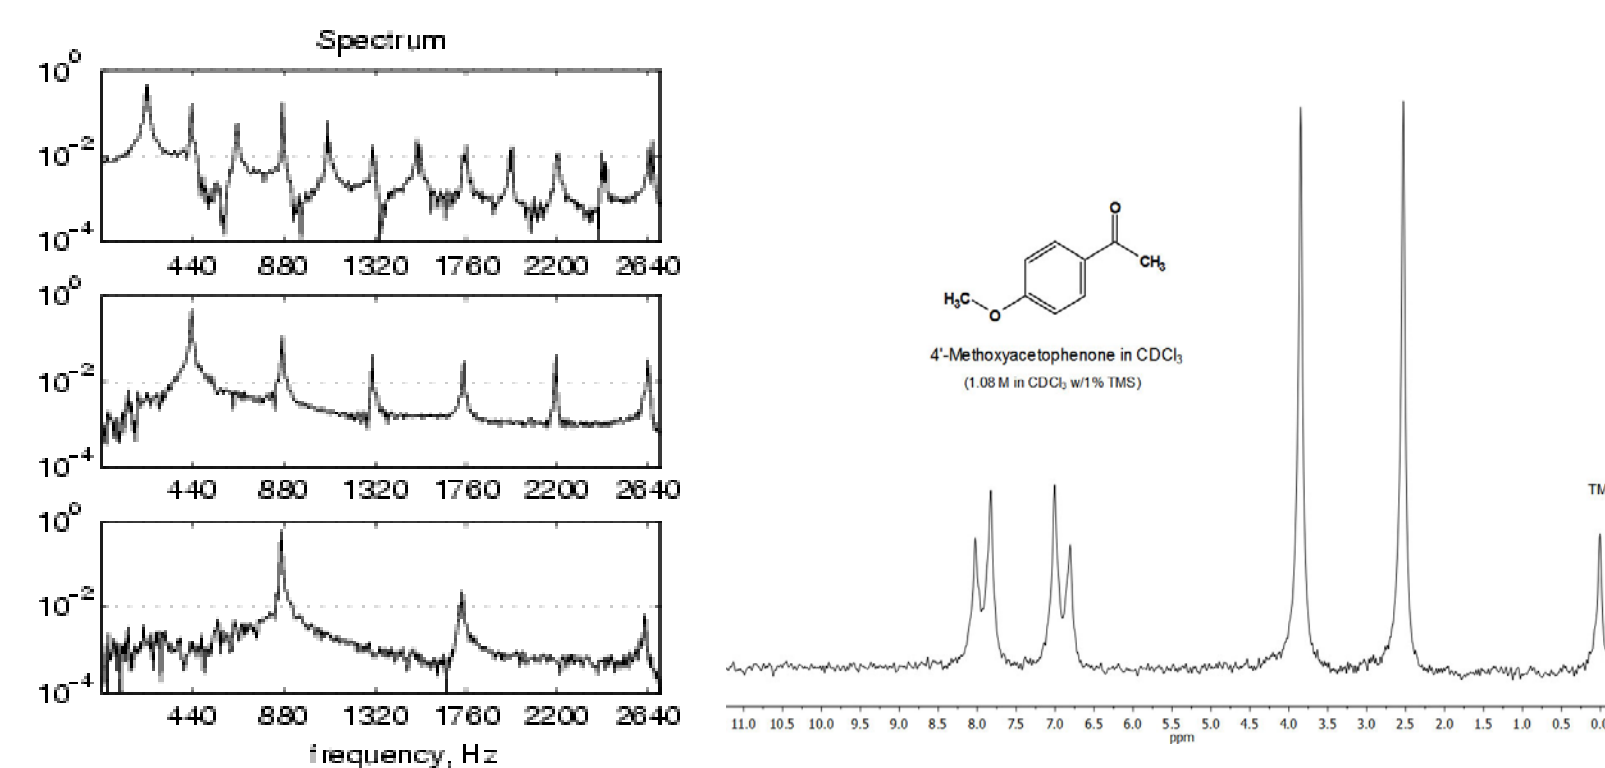 Spectrum
10^0
10^-2
10^-4
440 880 1320 1760 2200 2640
10^0
10^-2
10^-4
440 880 1320 1760 2200 2640
10^0
10^-2
10^-4
440 880 1320 1760 2200 2640
frequency, Hz
O
CH₃
H₃C
O
4'-Methoxyacetophenone in CDCl₃
(1.08 M in CDCl₃ w/1% TMS)
TM
11.0 10.5 10.0 9.5 9.0 8.5 8.0 7.5 7.0 6.5 6.0 5.5 5.0 4.5 4.0 3.5 3.0 2.5 2.0 1.5 1.0 0.5 0.0
ppm